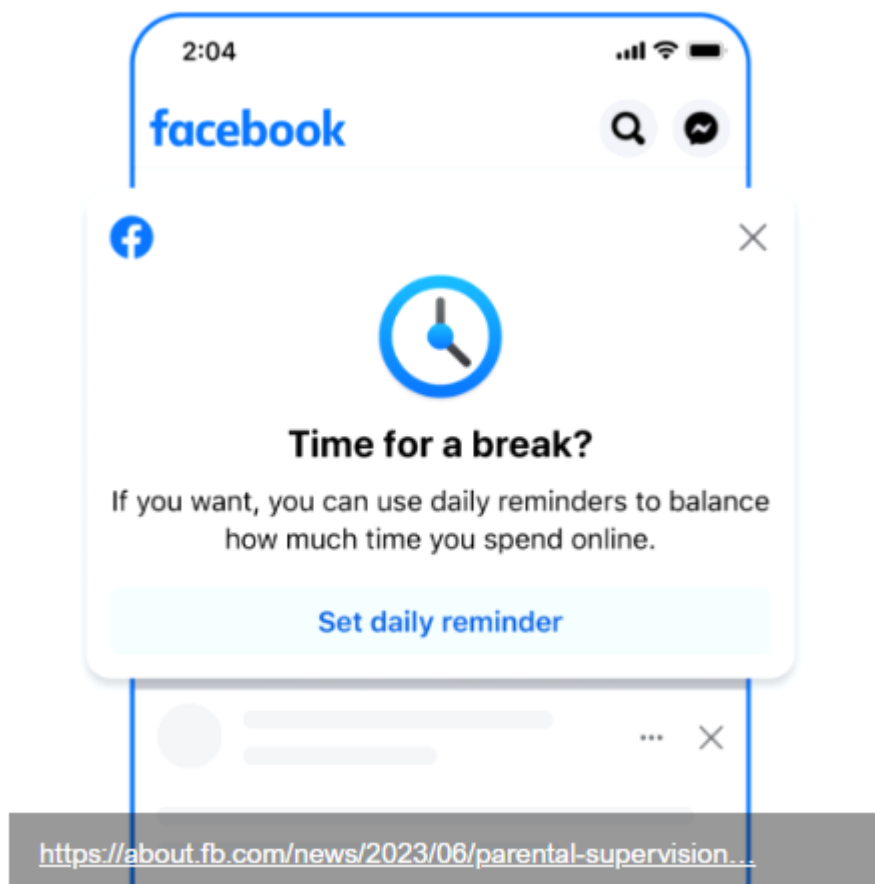 2:04
facebook
Time for a break?
If you want, you can use daily reminders to balance
how much time you spend online.
Set daily reminder
https://about.fb.com/news/2023/06/parental-supervision...